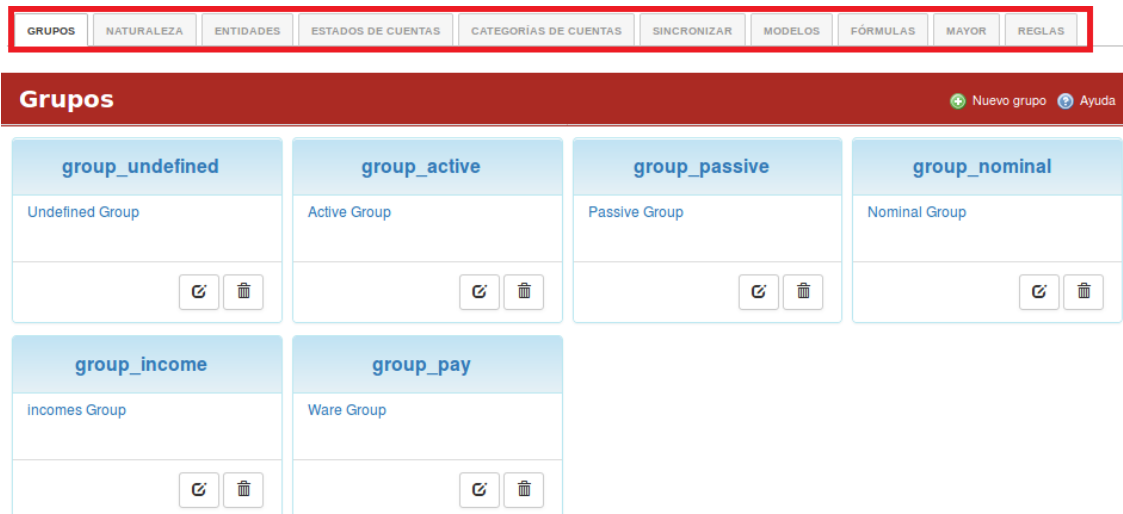 GRUPOS NATURALEZA ENTIDADES ESTADOS DE CUENTAS CATEGORÍAS DE CUENTAS SINCRONIZAR MODELOS FÓRMULAS MAYOR REGLAS
Grupos Nuevo grupo Ayuda
group_undefined group_active group_passive group_nominal
Undefined Group Active Group Passive Group Nominal Group
group_income group_pay
incomes Group Ware Group